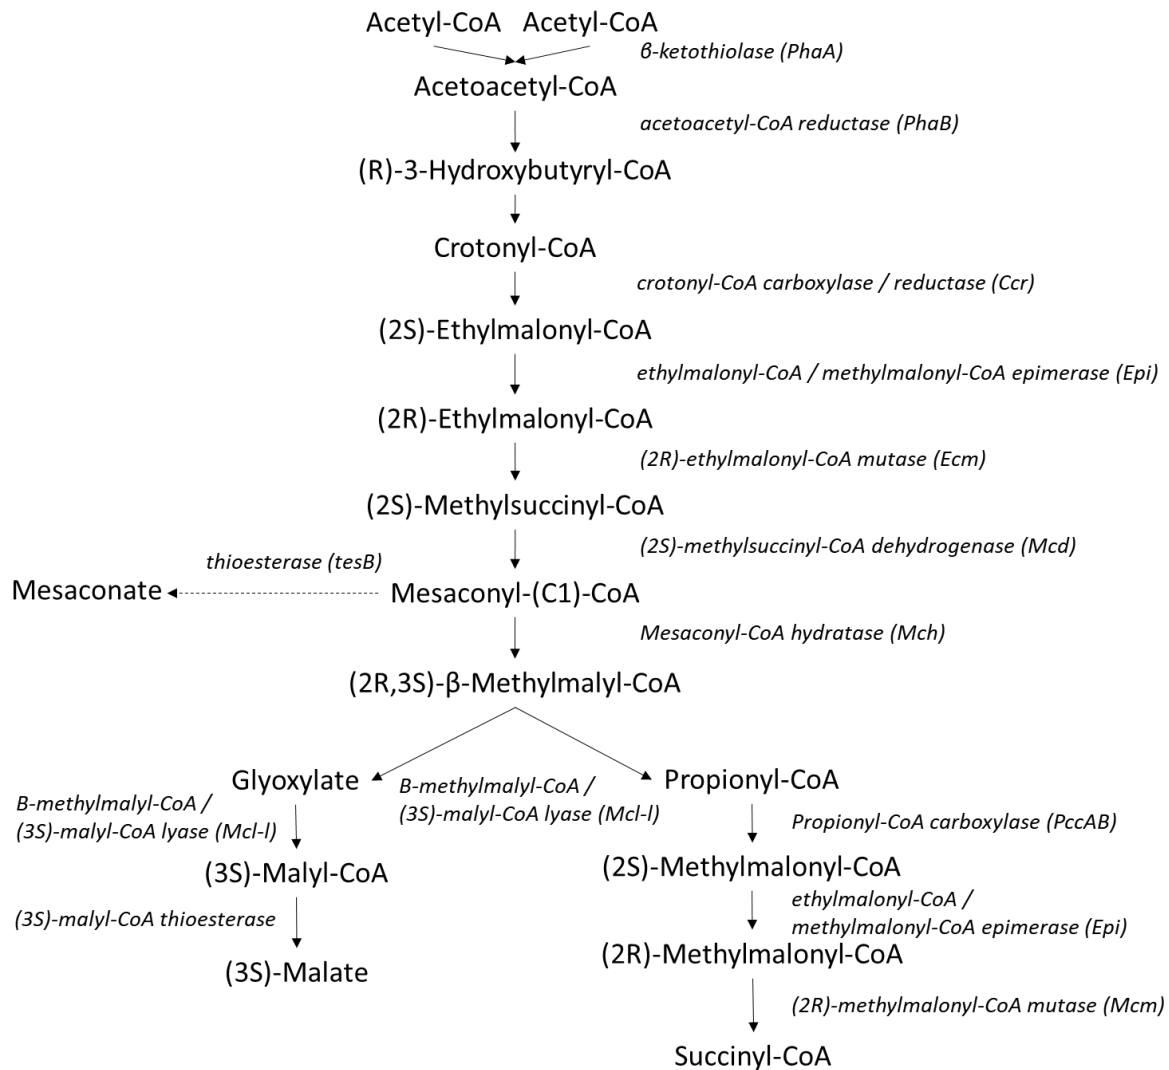 Acetyl-CoA Acetyl-CoA
β-ketothiolase (PhaA)
Acetoacetyl-CoA
acetoacetyl-CoA reductase (PhaB)
(R)-3-Hydroxybutyryl-CoA
Crotonyl-CoA
crotonyl-CoA carboxylase / reductase (Ccr)
(2S)-Ethylmalonyl-CoA
ethylmalonyl-CoA / methylmalonyl-CoA epimerase (Epi)
(2R)-Ethylmalonyl-CoA
(2R)-ethylmalonyl-CoA mutase (Ecm)
(2S)-Methylsuccinyl-CoA
(2S)-methylsuccinyl-CoA dehydrogenase (Mcd)
thioesterase (tesB)
Mesaconate
Mesaconyl-(C1)-CoA
Mesaconyl-CoA hydratase (Mch)
(2R,3S)-β-Methylmalyl-CoA
Glyoxylate
B-methylmalyl-CoA /
(3S)-malyl-CoA lyase (Mcl-l)
Propionyl-CoA
B-methylmalyl-CoA /
(3S)-malyl-CoA lyase (Mcl-l)
Propionyl-CoA carboxylase (PccAB)
(3S)-Malyl-CoA
(2S)-Methylmalonyl-CoA
(3S)-malyl-CoA thioesterase
ethylmalonyl-CoA /
methylmalonyl-CoA epimerase (Epi)
(3S)-Malate
(2R)-Methylmalonyl-CoA
(2R)-methylmalonyl-CoA mutase (Mcm)
Succinyl-CoA